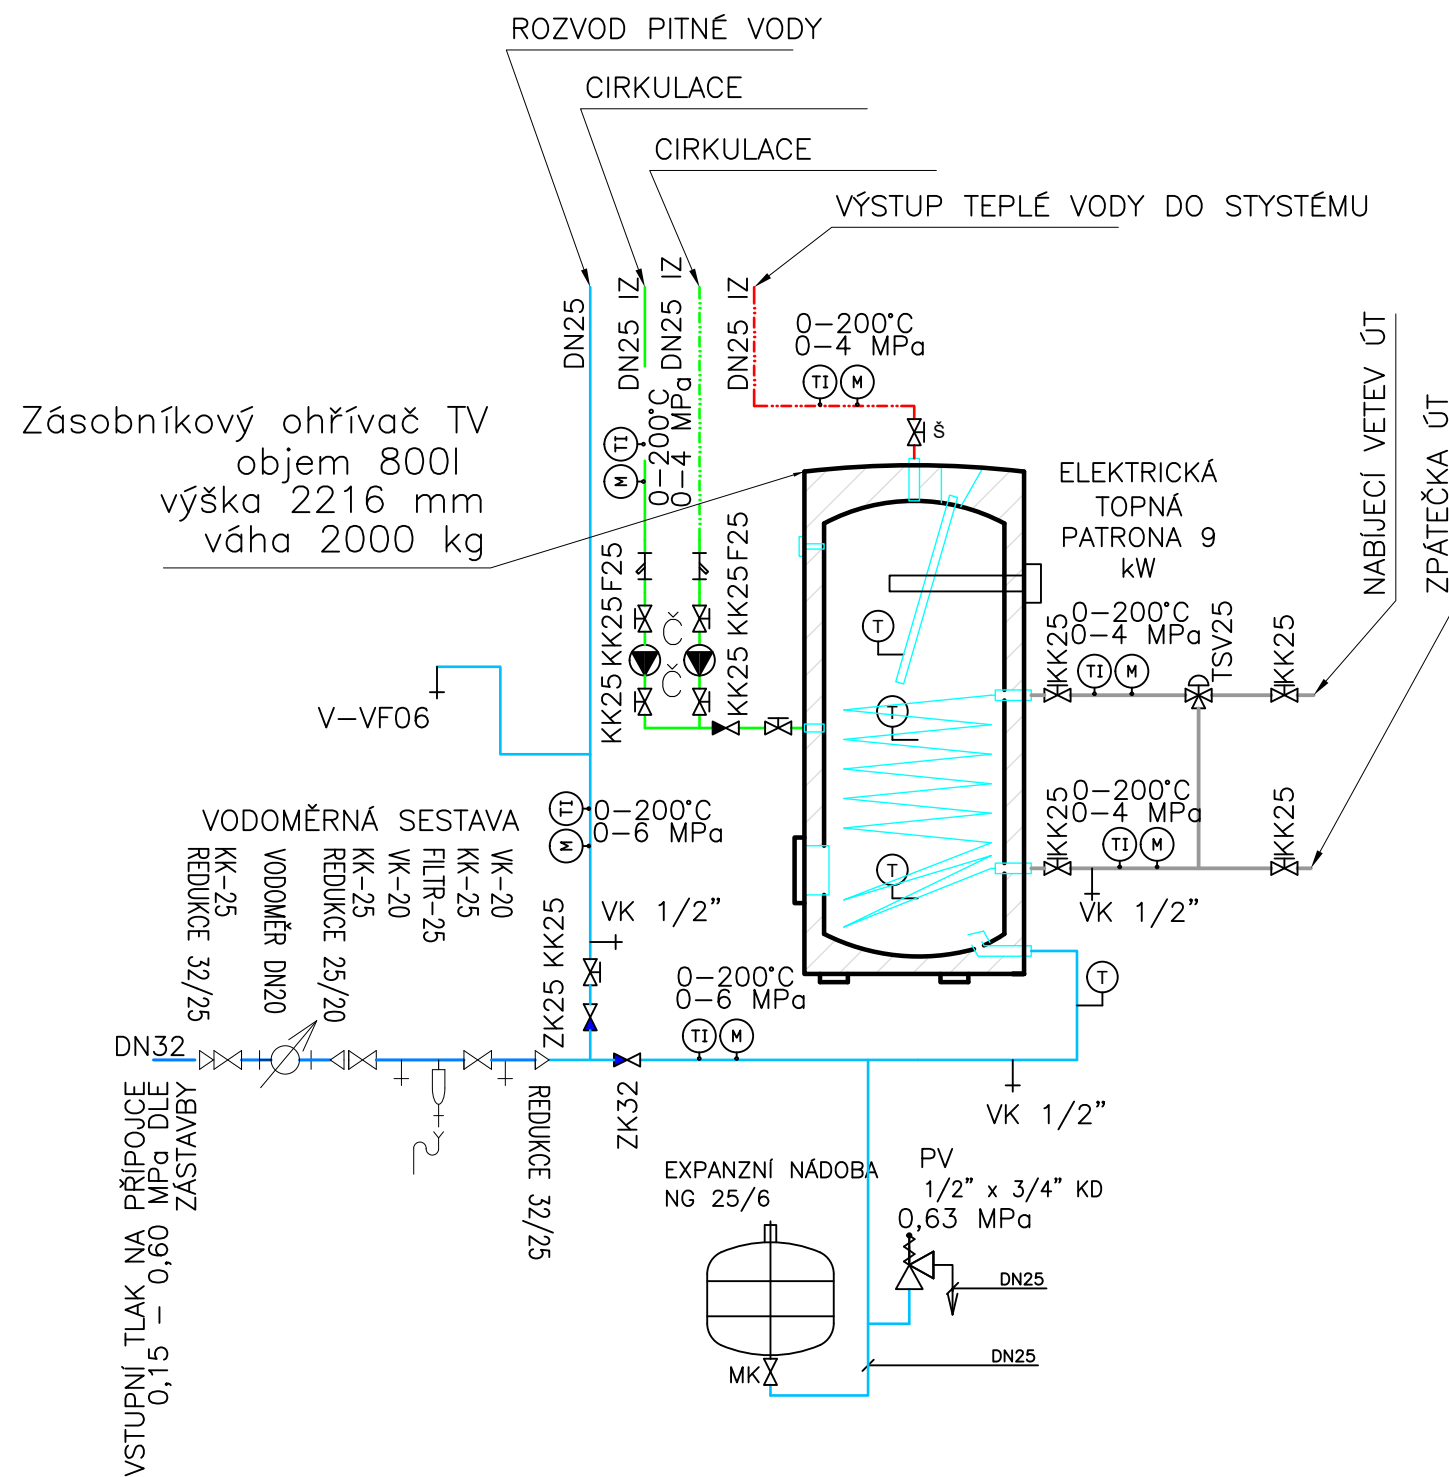 ROZVOD PITNÉ VODY
CIRKULACE
CIRKULACE
VÝSTUP TEPLÉ VODY DO STYSTÉMU
DN25
DN25 IZ
DN25 IZ
DN25 IZ
0-200°C
0-4 MPa
TI
M
Š
NABÍJECÍ VETEV ÚT
ZPÁTEČKA ÚT
Zásobníkový ohřívač TV
objem 800l
výška 2216 mm
váha 2000 kg
TI
M
0-200°C
0-4 MPa
ELEKTRICKÁ
TOPNÁ
PATRONA 9
kW
KK25
KK25
F25
KK25
KK25
F25
Č
Č
T
T
T
KK25
0-200°C
0-4 MPa
TI
M
TSV25
KK25
V-VF06
TI
M
0-200°C
0-6 MPa
KK25
0-200°C
0-4 MPa
TI
M
KK25
VK 1/2"
VODOMĚRNÁ SESTAVA
REDUKCE 32/25
KK-25
VODOMĚR DN20
REDUKCE 25/20
KK-25
VK-20
FILTR-25
KK-25
VK-20
VK 1/2"
ZK25
KK25
0-200°C
0-6 MPa
TI
M
T
DN32
VSTUPNÍ TLAK NA PŘÍPOJCE
0,15 - 0,60 MPa DLE
ZÁSTAVBY
REDUKCE 32/25
ZK32
VK 1/2"
EXPANZNÍ NÁDOBA
NG 25/6
PV
1/2" x 3/4" KD
0,63 MPa
DN25
DN25
MK